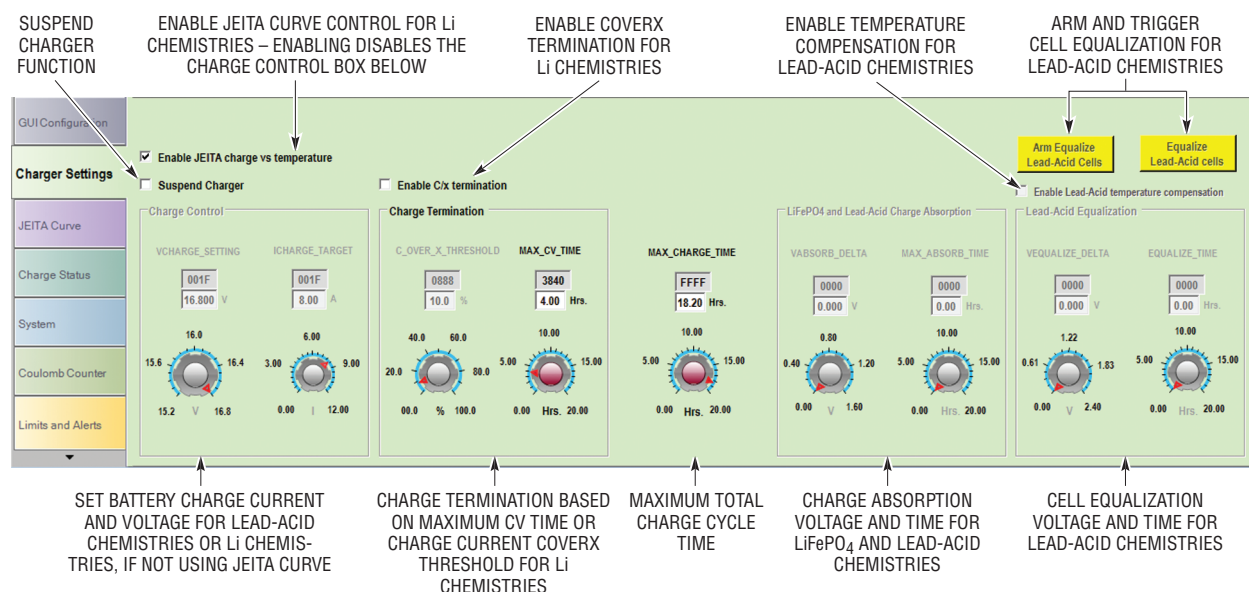 SUSPEND
CHARGER
FUNCTION
ENABLE JEITA CURVE CONTROL FOR Li
CHEMISTRIES – ENABLING DISABLES THE
CHARGE CONTROL BOX BELOW
ENABLE COVERX
TERMINATION FOR
Li CHEMISTRIES
ENABLE TEMPERATURE
COMPENSATION FOR
LEAD-ACID CHEMISTRIES
ARM AND TRIGGER
CELL EQUALIZATION FOR
LEAD-ACID CHEMISTRIES
GUI Configuration
Charger Settings
JEITA Curve
Charge Status
System
Coulomb Counter
Limits and Alerts
Enable JEITA charge vs temperature
Suspend Charger
Enable C/x termination
Arm Equalize
Lead-Acid Cells
Equalize
Lead-Acid cells
Enable Lead-Acid temperature compensation
Charge Control
VCHARGE_SETTING
001F
16.800 V
16.0
15.6 16.4
15.2 V 16.8
ICHARGE_TARGET
001F
8.00 A
6.00
3.00 9.00
0.00 I 12.00
Charge Termination
C_OVER_X_THRESHOLD
0888
10.0 %
40.0 60.0
20.0 80.0
00.0 % 100.0
MAX_CV_TIME
3840
4.00 Hrs.
10.00
5.00 15.00
0.00 Hrs. 20.00
MAX_CHARGE_TIME
FFFF
18.20 Hrs.
10.00
5.00 15.00
0.00 Hrs. 20.00
LiFePO4 and Lead-Acid Charge Absorption
VABSORB_DELTA
0000
0.000 V
0.80
0.40 1.20
0.00 V 1.60
MAX_ABSORB_TIME
0000
0.00 Hrs.
10.00
5.00 15.00
0.00 Hrs. 20.00
Lead-Acid Equalization
VEQUALIZE_DELTA
0000
0.000 V
1.22
0.61 1.83
0.00 V 2.40
EQUALIZE_TIME
0000
0.00 Hrs.
10.00
5.00 15.00
0.00 Hrs. 20.00
SET BATTERY CHARGE CURRENT
AND VOLTAGE FOR LEAD-ACID
CHEMISTRIES OR Li CHEMIS-
TRIES, IF NOT USING JEITA CURVE
CHARGE TERMINATION BASED
ON MAXIMUM CV TIME OR
CHARGE CURRENT COVERX
THRESHOLD FOR Li
CHEMISTRIES
MAXIMUM TOTAL
CHARGE CYCLE
TIME
CHARGE ABSORPTION
VOLTAGE AND TIME FOR
LiFePO4 AND LEAD-ACID
CHEMISTRIES
CELL EQUALIZATION
VOLTAGE AND TIME FOR
LEAD-ACID CHEMISTRIES